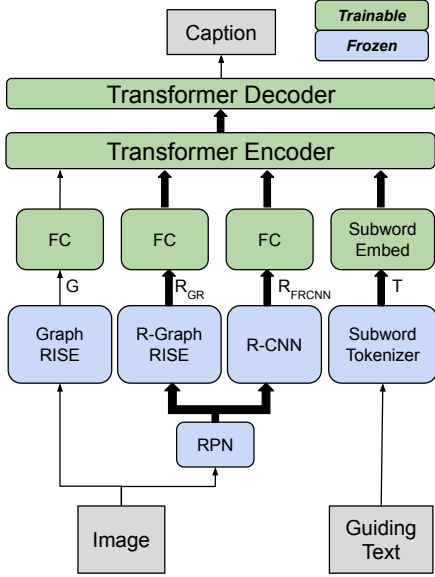 Trainable
Frozen
Caption
Transformer Decoder
Transformer Encoder
FC
FC
FC
Subword
Embed
G
R_GR
R_FRCNN
T
Graph
RISE
R-Graph
RISE
R-CNN
Subword
Tokenizer
RPN
Image
Guiding
Text